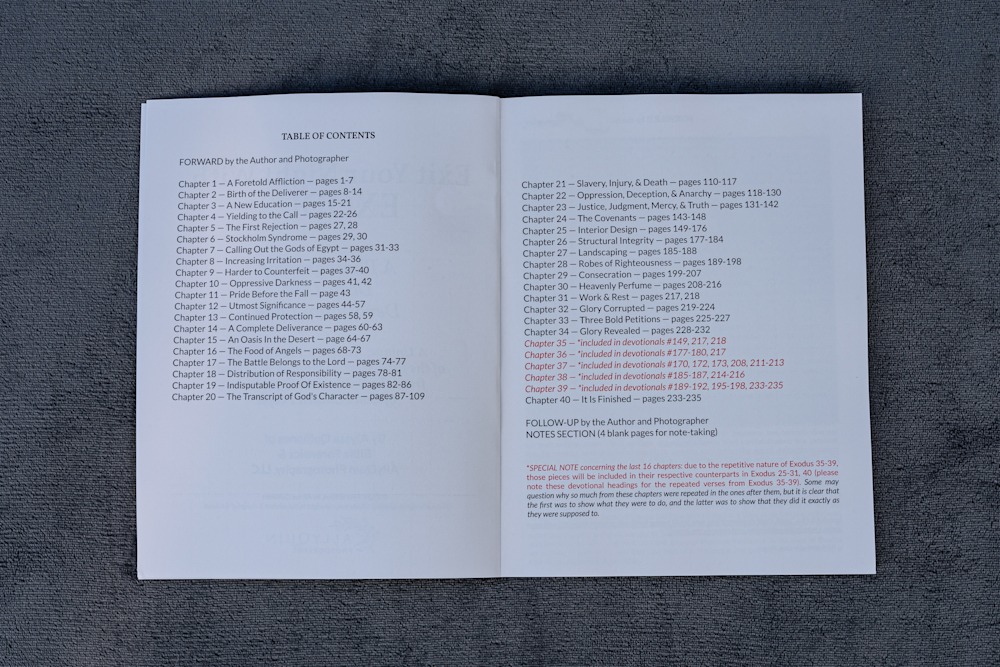 TABLE OF CONTENTS
FORWARD by the Author and Photographer
Chapter 1 — A Foretold Affliction — pages 1-7
Chapter 2 — Birth of the Deliverer — pages 8-14
Chapter 3 — A New Education — pages 15-21
Chapter 4 — Yielding to the Call — pages 22-26
Chapter 5 — The First Rejection — pages 27, 28
Chapter 6 — Stockholm Syndrome — pages 29, 30
Chapter 7 — Calling Out the Gods of Egypt — pages 31-33
Chapter 8 — Increasing Irritation — pages 34-36
Chapter 9 — Harder to Counterfeit — pages 37-40
Chapter 10 — Oppressive Darkness — pages 41, 42
Chapter 11 — Pride Before the Fall — page 43
Chapter 12 — Utmost Significance — pages 44-57
Chapter 13 — Continued Protection — pages 58, 59
Chapter 14 — A Complete Deliverance — pages 60-63
Chapter 15 — An Oasis In the Desert — page 64-67
Chapter 16 — The Food of Angels — pages 68-73
Chapter 17 — The Battle Belongs to the Lord — pages 74-77
Chapter 18 — Distribution of Responsibility — pages 78-81
Chapter 19 — Indisputable Proof Of Existence — pages 82-86
Chapter 20 — The Transcript of God's Character — pages 87-109
Chapter 21 — Slavery, Injury, & Death — pages 110-117
Chapter 22 — Oppression, Deception, & Anarchy — pages 118-130
Chapter 23 — Justice, Judgment, Mercy, & Truth — pages 131-142
Chapter 24 — The Covenants — pages 143-148
Chapter 25 — Interior Design — pages 149-176
Chapter 26 — Structural Integrity — pages 177-184
Chapter 27 — Landscaping — pages 185-188
Chapter 28 — Robes of Righteousness — pages 189-198
Chapter 29 — Consecration — pages 199-207
Chapter 30 — Heavenly Perfume — pages 208-216
Chapter 31 — Work & Rest — pages 217, 218
Chapter 32 — Glory Corrupted — pages 219-224
Chapter 33 — Three Bold Petitions — pages 225-227
Chapter 34 — Glory Revealed — pages 228-232
Chapter 35 — *included in devotionals #149, 217, 218
Chapter 36 — *included in devotionals #177-180, 217
Chapter 37 — *included in devotionals #170, 172, 173, 208, 211-213
Chapter 38 — *included in devotionals #185-187, 214-216
Chapter 39 — *included in devotionals #189-192, 195-198, 233-235
Chapter 40 — It Is Finished — pages 233-235
FOLLOW-UP by the Author and Photographer
NOTES SECTION (4 blank pages for note-taking)
*SPECIAL NOTE concerning the last 16 chapters: due to the repetitive nature of Exodus 35-39,
those pieces will be included in their respective counterparts in Exodus 25-31, 40 (please
note these devotional headings for the repeated verses from Exodus 35-39). Some may
question why so much from these chapters were repeated in the ones after them, but it is clear that
the first was to show what they were to do, and the latter was to show that they did it exactly as
they were supposed to.